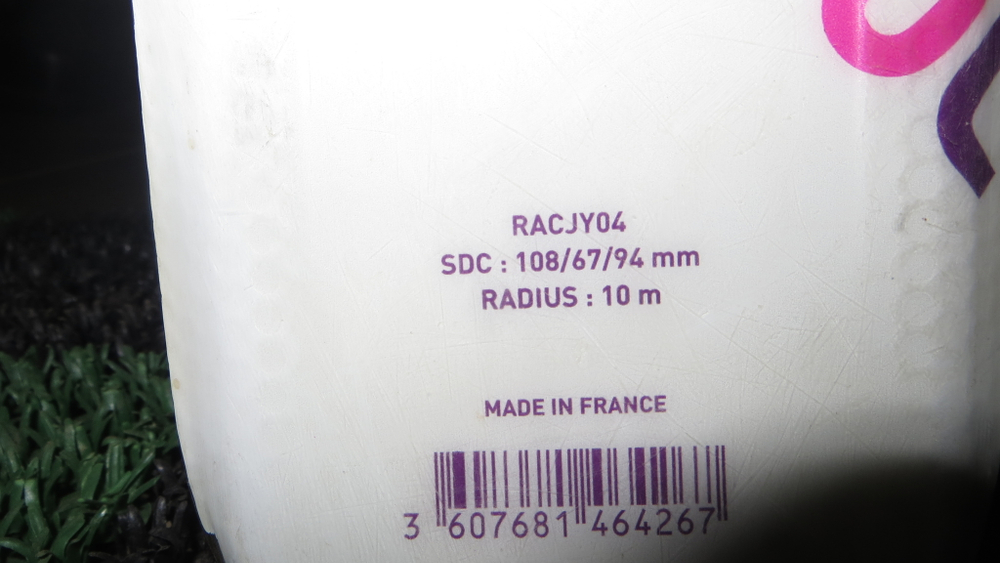 RACJY04
SDC : 108/67/94 mm
RADIUS : 10 m
MADE IN FRANCE
3 607681 464267